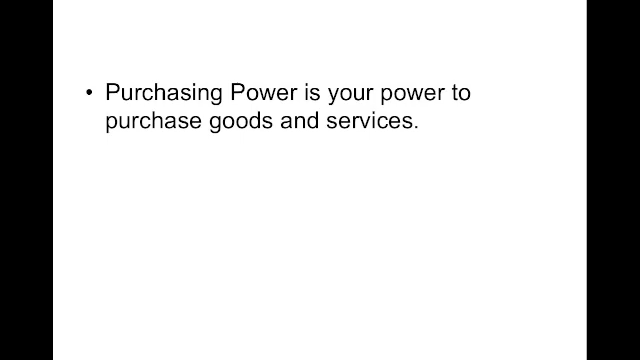 • Purchasing Power is your power to
purchase goods and services.